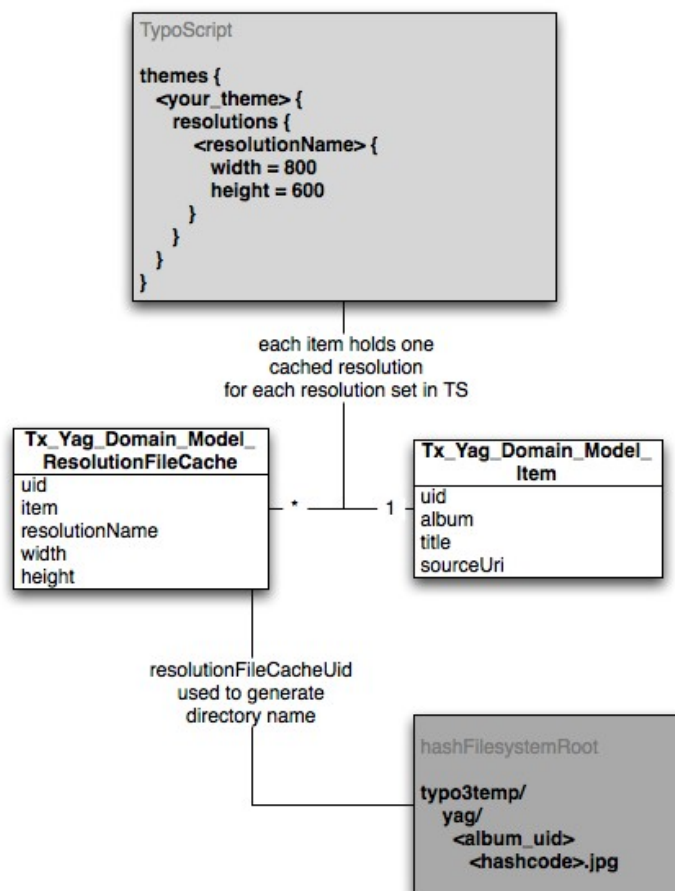 TypoScript
themes {
<your_theme> {
resolutions {
<resolutionName> {
width = 800
height = 600
}
}
}
}
each item holds one
cached resolution
for each resolution set in TS
Tx_Yag_Domain_Model_
ResolutionFileCache
uid
item
resolutionName
width
height
*
1
Tx_Yag_Domain_Model_
Item
uid
album
title
sourceUri
resolutionFileCacheUid
used to generate
directory name
hashFilesystemRoot
typo3temp/
yag/
<album_uid>
<hashcode>.jpg